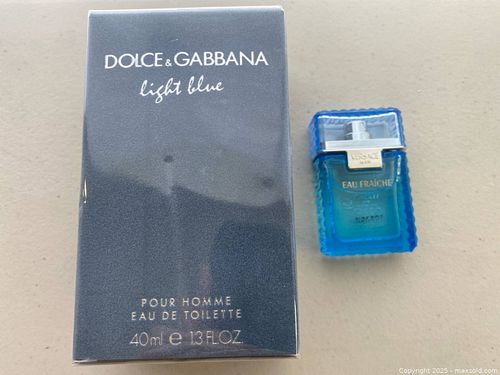 DOLCE & GABBANA
light blue
POUR HOMME
EAU DE TOILETTE
40ml e 1.3 FL.OZ.
VERSACE
EAU FRAÎCHE
Copyright 2025 - maxsold.com